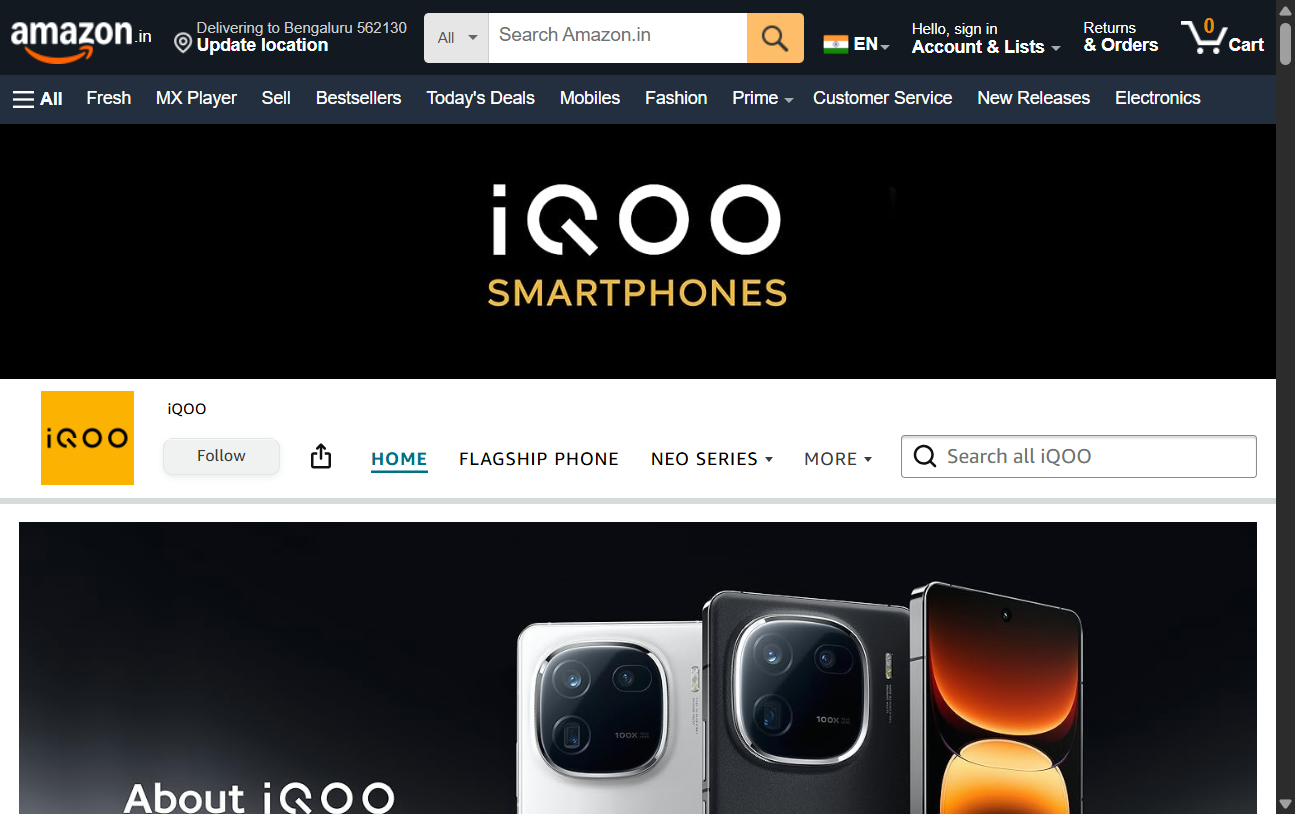 amazon.in
Delivering to Bengaluru 562130
Update location
All
Search Amazon.in
EN
Hello, sign in
Account & Lists
Returns
& Orders
0
Cart
All
Fresh
MX Player
Sell
Bestsellers
Today's Deals
Mobiles
Fashion
Prime
Customer Service
New Releases
Electronics
iQOO
SMARTPHONES
iQOO
iQOO
Follow
HOME
FLAGSHIP PHONE
NEO SERIES
MORE
Search all iQOO
100X
100X
About iQOO